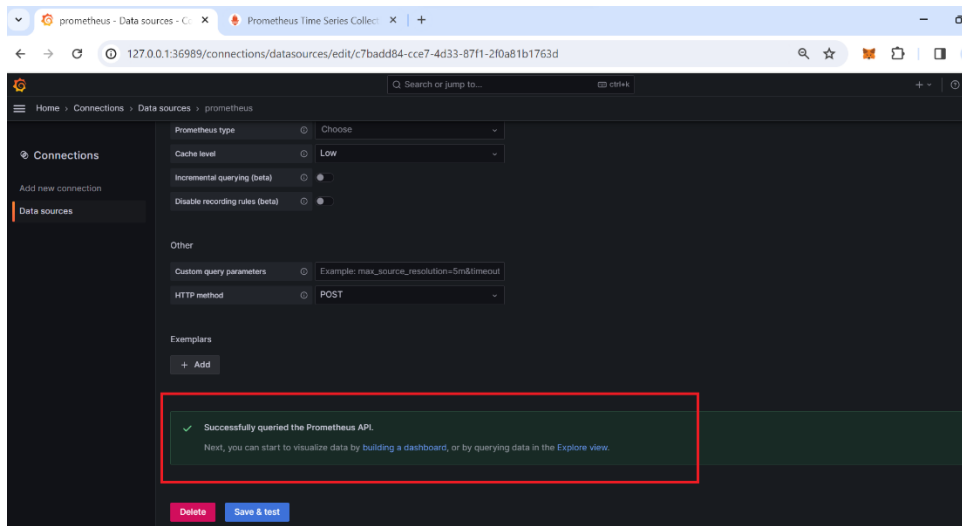 prometheus - Data sources - Co
Prometheus Time Series Collect
127.0.0.1:36989/connections/datasources/edit/c7badd84-cce7-4d33-87f1-2f0a81b1763d
Search or jump to...
ctrl+k
Home › Connections › Data sources › prometheus
Connections
Add new connection
Data sources
Prometheus type
Choose
Cache level
Low
Incremental querying (beta)
Disable recording rules (beta)
Other
Custom query parameters
Example: max_source_resolution=5m&timeout
HTTP method
POST
Exemplars
+ Add
Successfully queried the Prometheus API.
Next, you can start to visualize data by building a dashboard, or by querying data in the Explore view.
Delete
Save & test